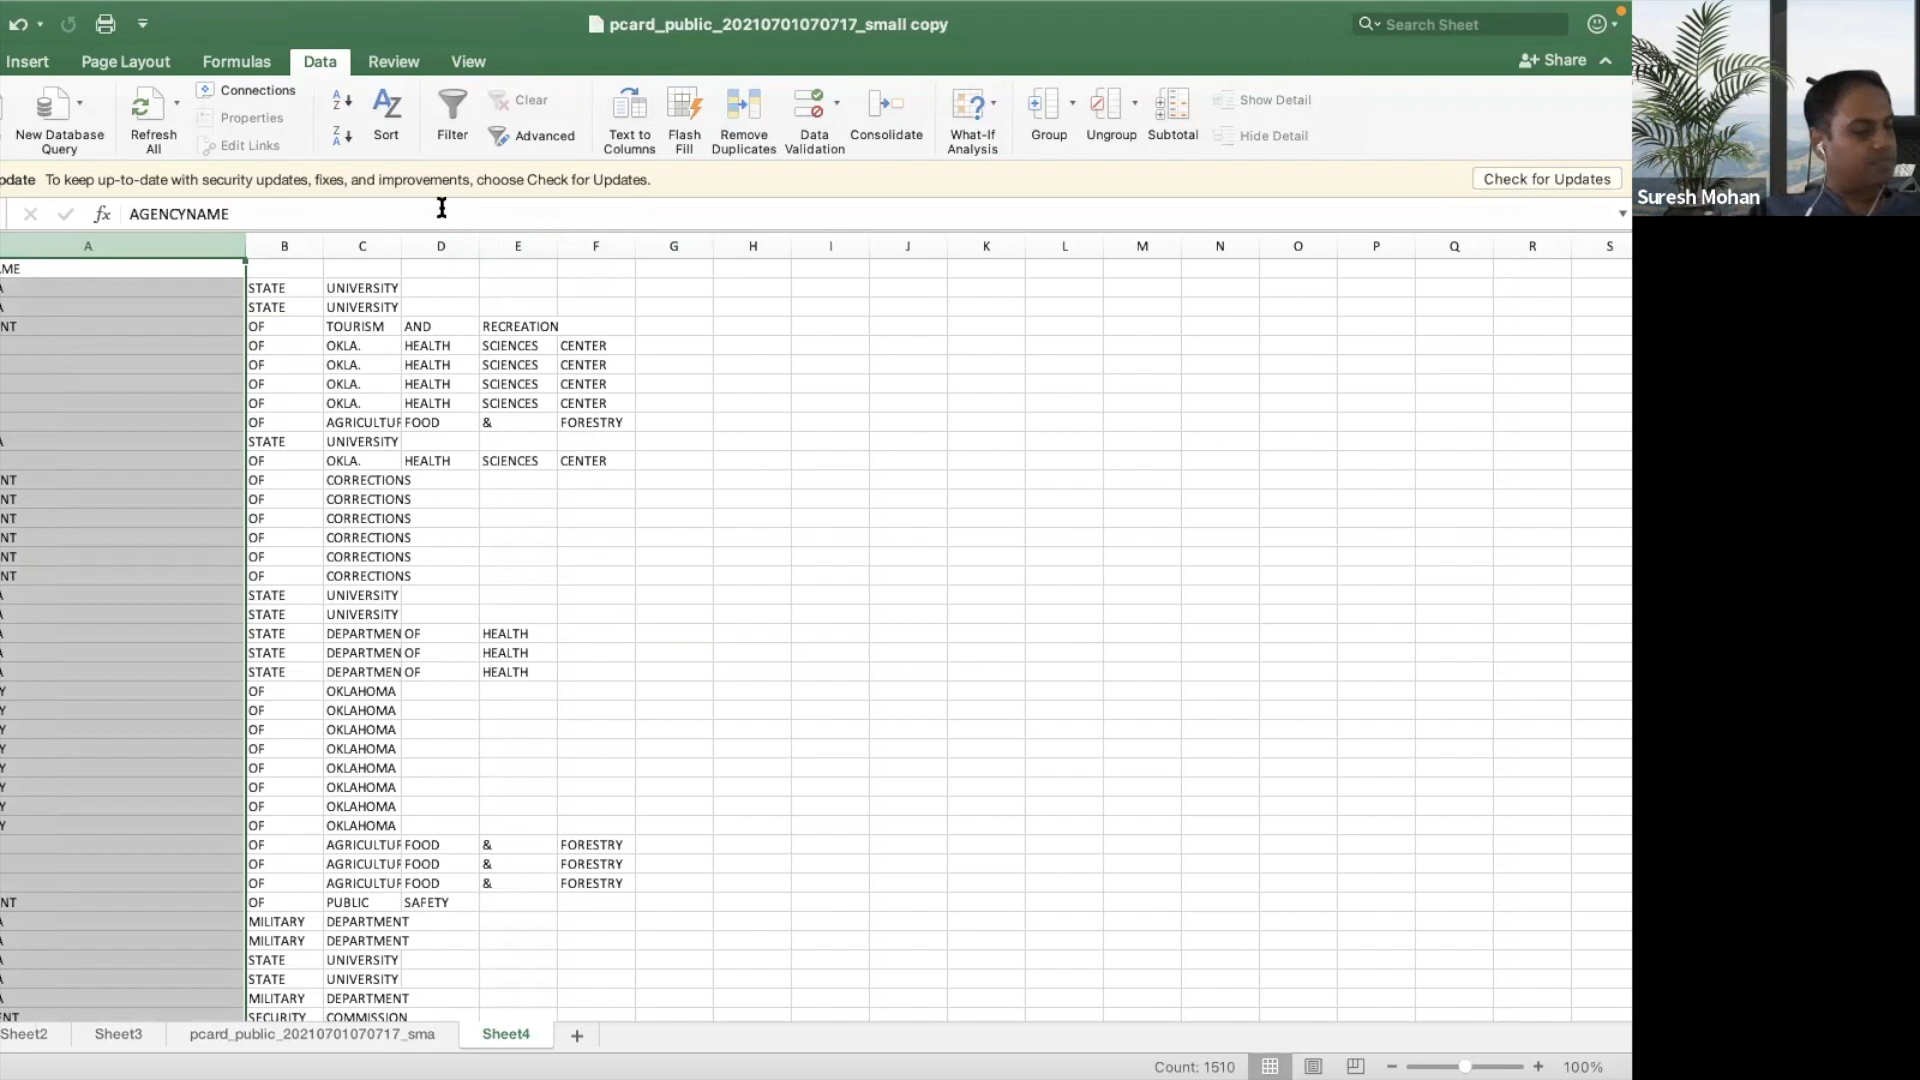 pcard_public_20210701070717_small copy
Search Sheet
Insert Page Layout Formulas Data Review View
Share
New Database Query
Refresh All
Connections
Properties
Edit Links
Sort
Filter
Clear
Advanced
Text to Columns
Flash Fill
Remove Duplicates
Data Validation
Consolidate
What-If Analysis
Group
Ungroup
Subtotal
Show Detail
Hide Detail
pdate To keep up-to-date with security updates, fixes, and improvements, choose Check for Updates.
Check for Updates
Suresh Mohan
fx AGENCYNAME
A B C D E F G H I J K L M N O P Q R S
AME
A STATE UNIVERSITY
A STATE UNIVERSITY
NT OF TOURISM AND RECREATION
OF OKLA. HEALTH SCIENCES CENTER
OF OKLA. HEALTH SCIENCES CENTER
OF OKLA. HEALTH SCIENCES CENTER
OF OKLA. HEALTH SCIENCES CENTER
OF AGRICULTUR FOOD & FORESTRY
A STATE UNIVERSITY
OF OKLA. HEALTH SCIENCES CENTER
NT OF CORRECTIONS
NT OF CORRECTIONS
NT OF CORRECTIONS
NT OF CORRECTIONS
NT OF CORRECTIONS
NT OF CORRECTIONS
A STATE UNIVERSITY
A STATE UNIVERSITY
A STATE DEPARTMEN OF HEALTH
A STATE DEPARTMEN OF HEALTH
A STATE DEPARTMEN OF HEALTH
Y OF OKLAHOMA
Y OF OKLAHOMA
Y OF OKLAHOMA
Y OF OKLAHOMA
Y OF OKLAHOMA
Y OF OKLAHOMA
Y OF OKLAHOMA
Y OF OKLAHOMA
OF AGRICULTUR FOOD & FORESTRY
OF AGRICULTUR FOOD & FORESTRY
OF AGRICULTUR FOOD & FORESTRY
NT OF PUBLIC SAFETY
A MILITARY DEPARTMENT
A MILITARY DEPARTMENT
A STATE UNIVERSITY
A STATE UNIVERSITY
A MILITARY DEPARTMENT
ENT SECURITY COMMISSION
Sheet2 Sheet3 pcard_public_20210701070717_sma Sheet4
Count: 1510 100%